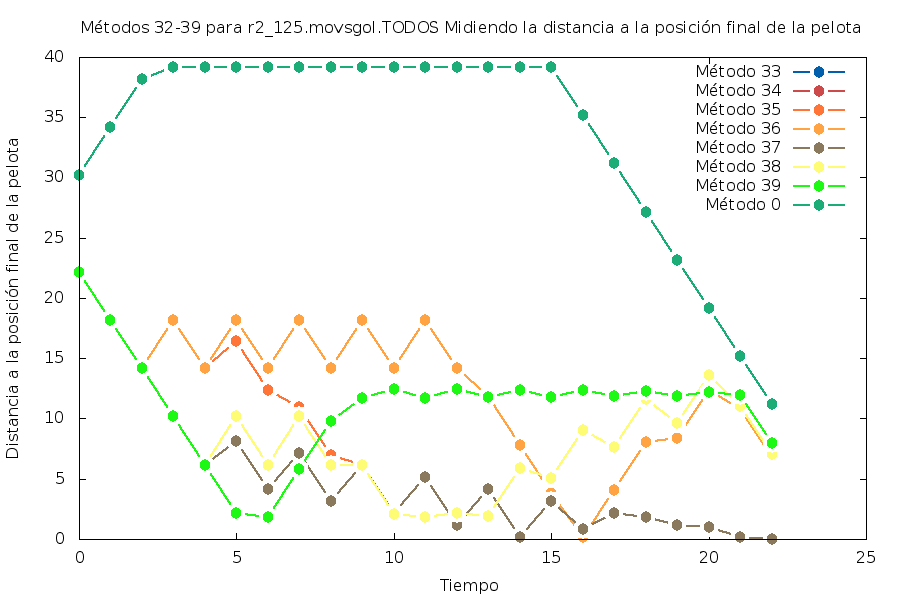 Métodos 32-39 para r2_125.movsgol.TODOS Midiendo la distancia a la posición final de la pelota
Distancia a la posición final de la pelota
40
35
30
25
20
15
10
5
0
Método 33
Método 34
Método 35
Método 36
Método 37
Método 38
Método 39
Método 0
0 5 10 15 20 25
Tiempo